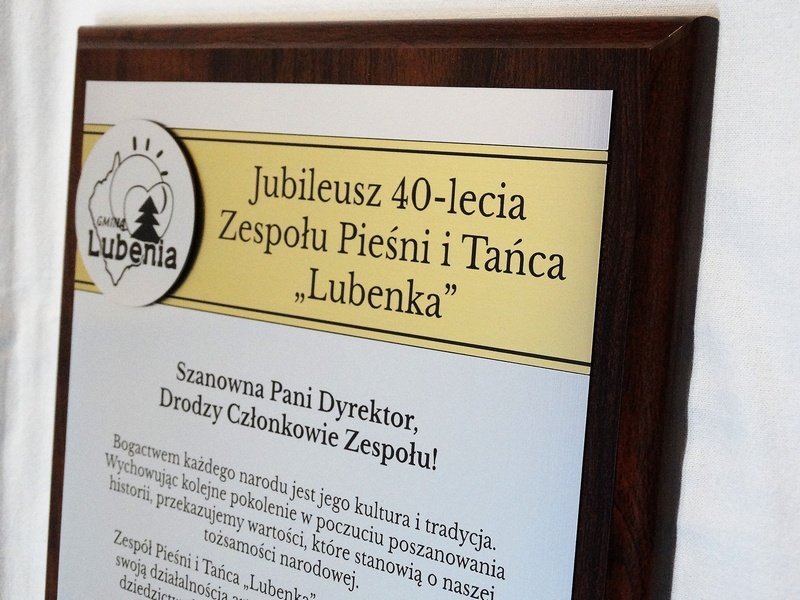 GMINA
Lubenia
Jubileusz 40-lecia
Zespołu Pieśni i Tańca
„Lubenka”
Szanowna Pani Dyrektor,
Drodzy Członkowie Zespołu!
Bogactwem każdego narodu jest jego kultura i tradycja.
Wychowując kolejne pokolenie w poczuciu poszanowania
historii, przekazujemy wartości, które stanowią o naszej
tożsamości narodowej.
Zespół Pieśni i Tańca „Lubenka”
swoją działalnością